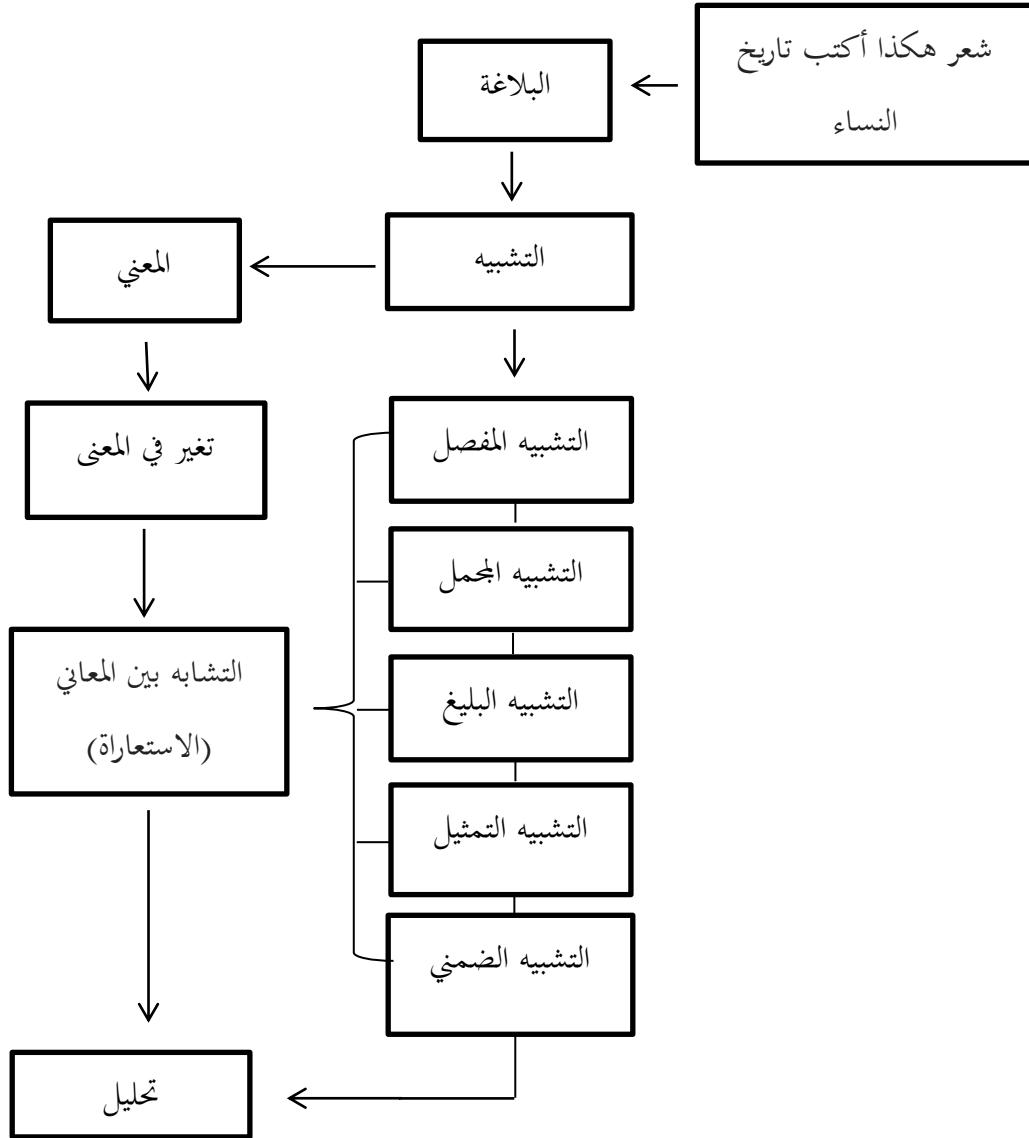 شعر هكذا أكتب تاريخ
النساء
البلاغة
التشبيه
المعني
التشبيه المفصل
تغير في المعنى
التشبيه المجمل
التشابه بين المعاني
(الاستعاراة)
التشبيه البليغ
التشبيه التمثيل
التشبيه الضمني
تحليل